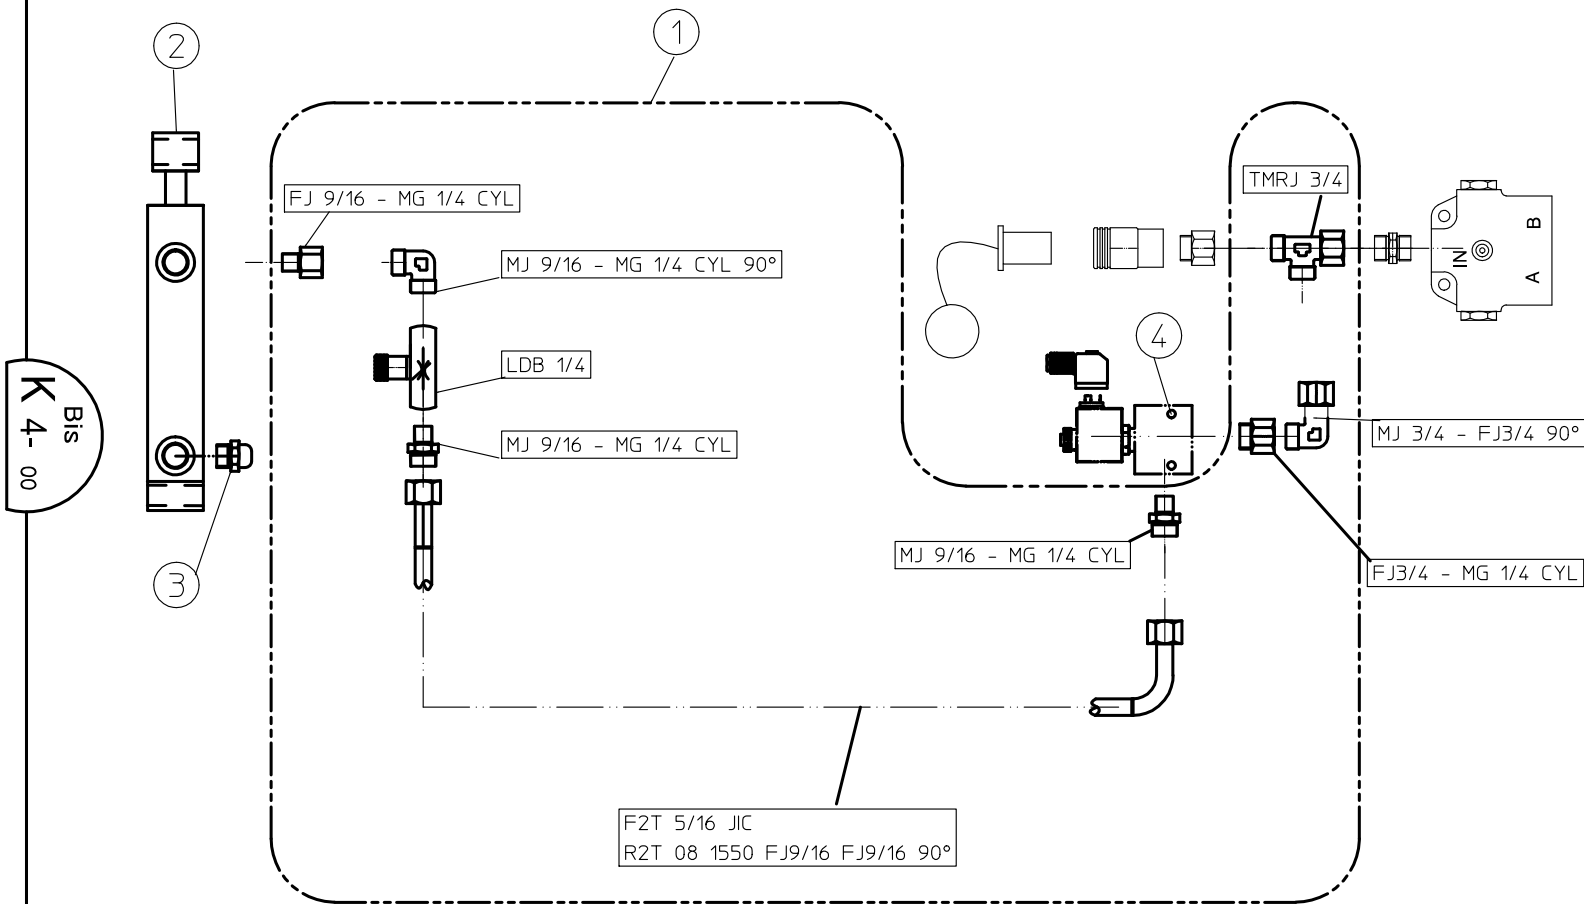 1
2
FJ 9/16 - MG 1/4 CYL
TMRJ 3/4
MJ 9/16 - MG 1/4 CYL 90°
B
IN
A
4
LDB 1/4
MJ 3/4 - FJ3/4 90°
MJ 9/16 - MG 1/4 CYL
Bis
K 4- 00
MJ 9/16 - MG 1/4 CYL
FJ3/4 - MG 1/4 CYL
3
F2T 5/16 JIC
R2T 08 1550 FJ9/16 FJ9/16 90°